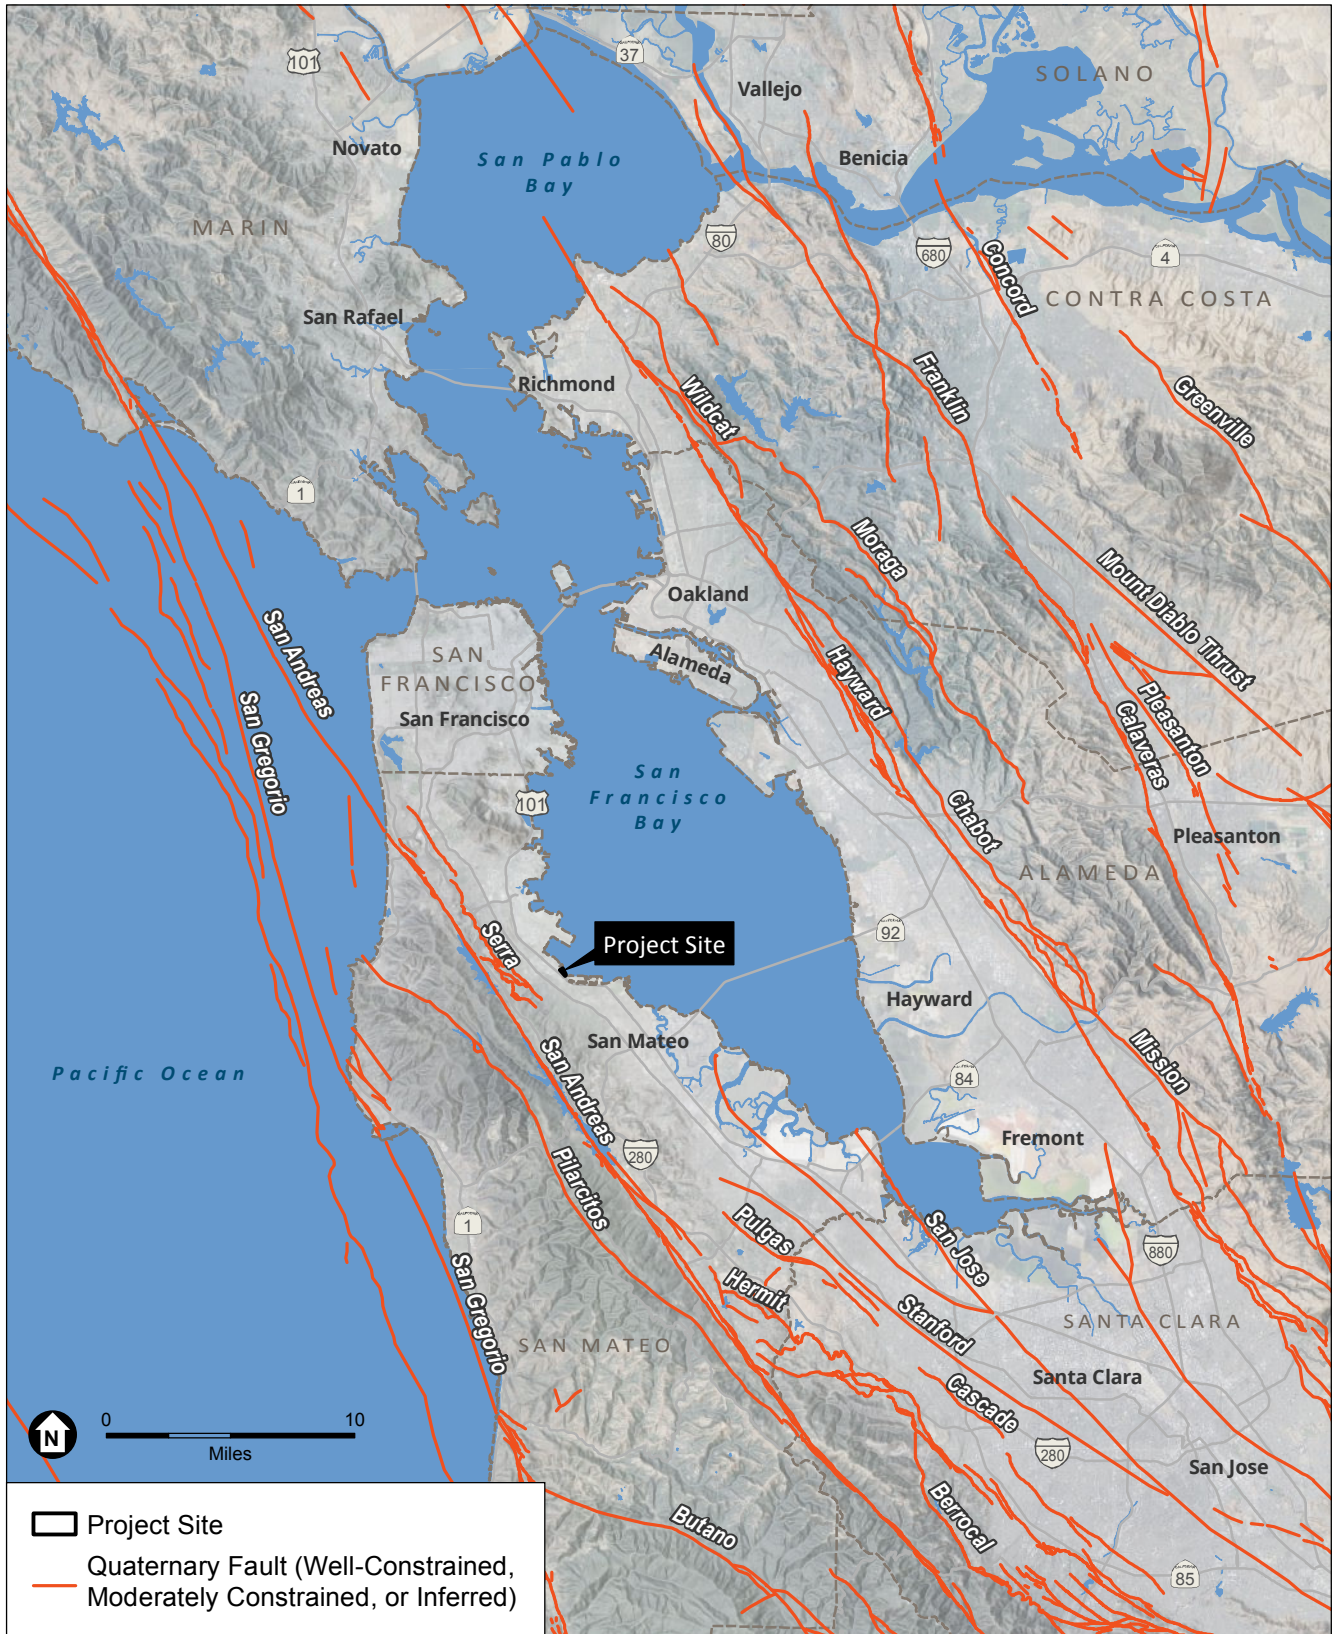 37
101
SOLANO
Vallejo
Novato
Benicia
San Pablo
Bay
MARIN
80
680
4
Concord
CONTRA COSTA
San Rafael
Richmond
Wildcat
Franklin
Greenville
1
Moraga
Mount Diablo Thrust
Oakland
San Andreas
SAN
FRANCISCO
San Francisco
Alameda
Hayward
Pleasanton
Calaveras
San Gregorio
San
Francisco
Bay
101
Chabot
Pleasanton
ALAMEDA
Serra
Project Site
92
Hayward
San Mateo
San Andreas
Mission
Pacific Ocean
84
Fremont
280
Pilarcitos
1
Pulgas
San Jose
880
Hermit
San Gregorio
Stanford
SANTA CLARA
SAN MATEO
Santa Clara
Cascade
N
0
10
Miles
280
San Jose
Berrocal
Butano
85
Project Site
Quaternary Fault (Well-Constrained,
Moderately Constrained, or Inferred)